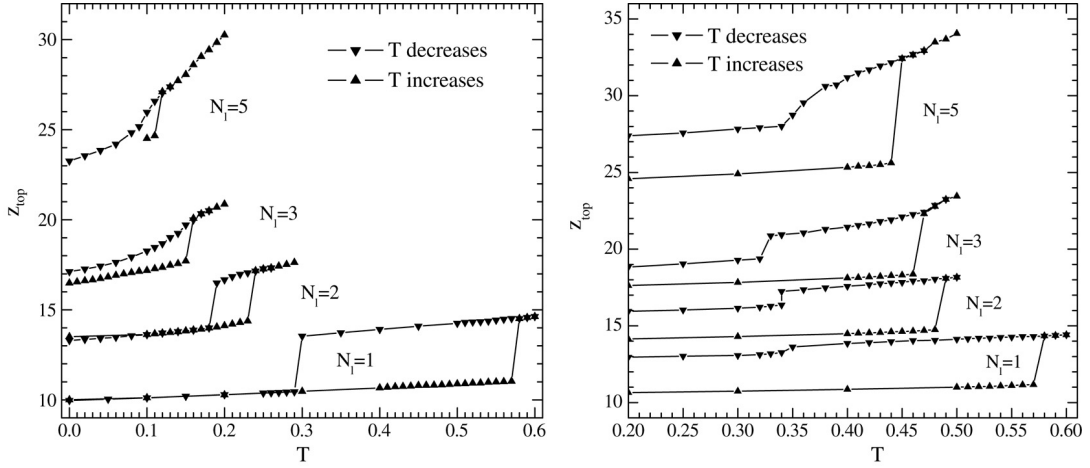 30
25
20
15
10
z_top
T decreases
T increases
N_l=5
N_l=3
N_l=2
N_l=1
0.0 0.1 0.2 0.3 0.4 0.5 0.6
T
35
30
25
20
15
10
z_top
T decreases
T increases
N_l=5
N_l=3
N_l=2
N_l=1
0.20 0.25 0.30 0.35 0.40 0.45 0.50 0.55 0.60
T